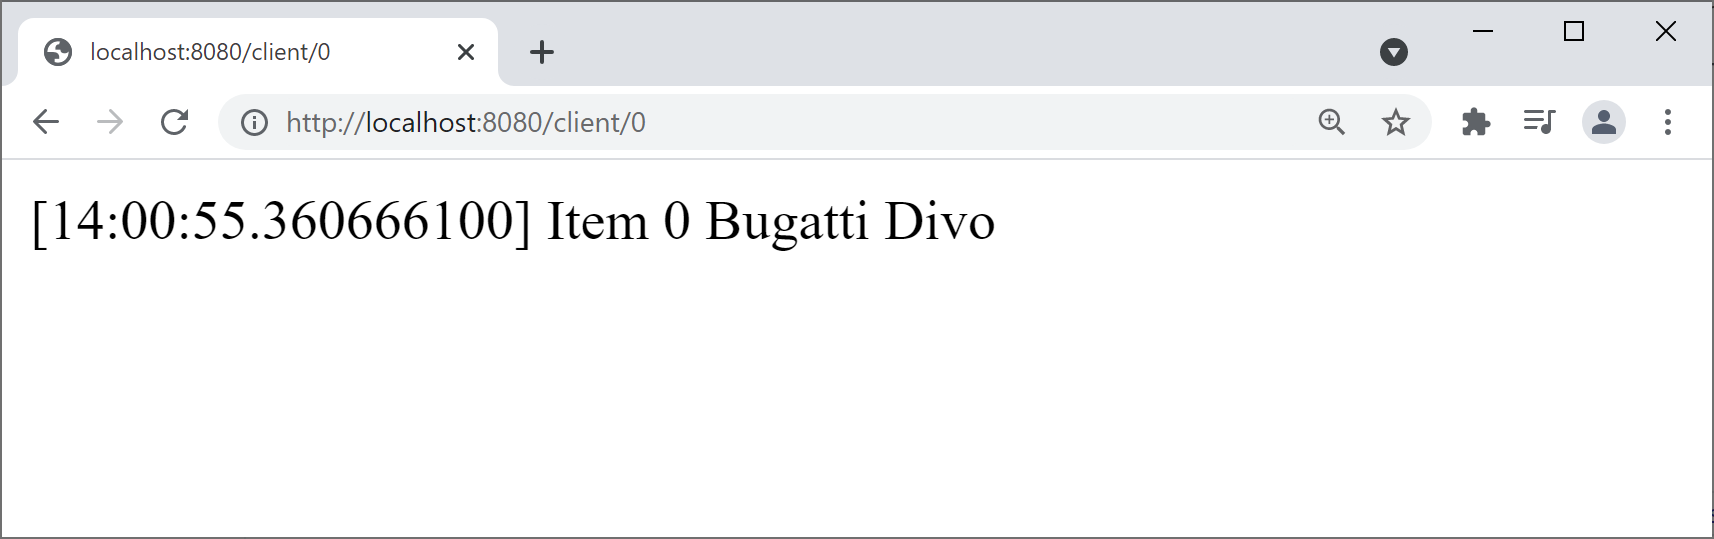 localhost:8080/client/0
http://localhost:8080/client/0
[14:00:55.360666100] Item 0 Bugatti Divo